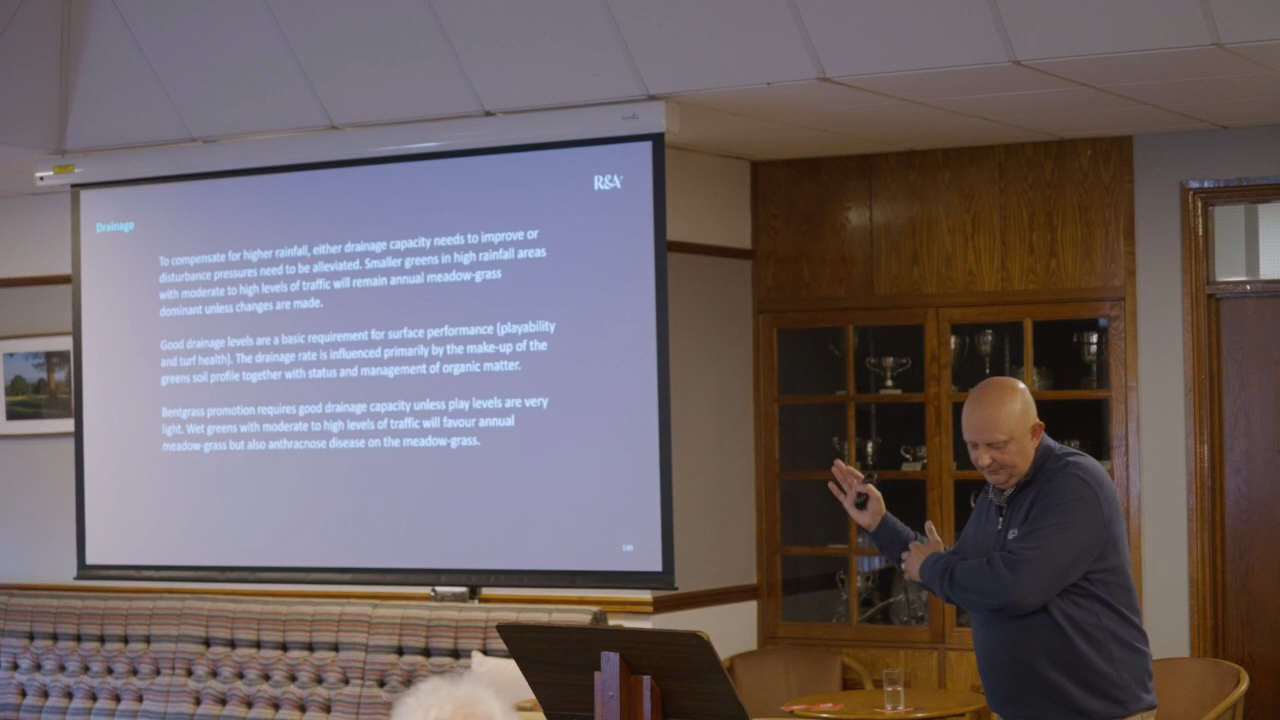 R&A
Drainage
To compensate for higher rainfall, either drainage capacity needs to improve or
disturbance pressures need to be alleviated. Smaller greens in high rainfall areas
with moderate to high levels of traffic will remain annual meadow-grass
dominant unless changes are made.
Good drainage levels are a basic requirement for surface performance (playability
and turf health). The drainage rate is influenced primarily by the make-up of the
greens soil profile together with status and management of organic matter.
Bentgrass promotion requires good drainage capacity unless play levels are very
light. Wet greens with moderate to high levels of traffic will favour annual
meadow-grass but also anthracnose disease on the meadow-grass.